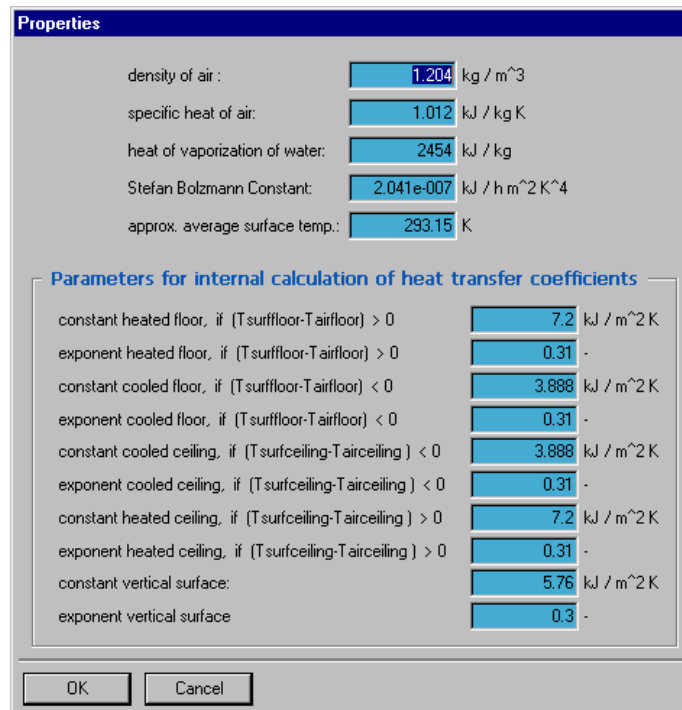 Properties
density of air : 1.204 kg / m^3
specific heat of air: 1.012 kJ / kg K
heat of vaporization of water: 2454 kJ / kg
Stefan Bolzmann Constant: 2.041e-007 kJ / h m^2 K^4
approx. average surface temp.: 293.15 K
Parameters for internal calculation of heat transfer coefficients
constant heated floor, if (Tsurffloor-Tairfloor) > 0 7.2 kJ / m^2 K
exponent heated floor, if (Tsurffloor-Tairfloor) > 0 0.31 -
constant cooled floor, if (Tsurffloor-Tairfloor) < 0 3.888 kJ / m^2 K
exponent cooled floor, if (Tsurffloor-Tairfloor) < 0 0.31 -
constant cooled ceiling, if (Tsurfceiling-Tairceiling ) < 0 3.888 kJ / m^2 K
exponent cooled ceiling, if (Tsurfceiling-Tairceiling ) < 0 0.31 -
constant heated ceiling, if (Tsurfceiling-Tairceiling ) > 0 7.2 kJ / m^2 K
exponent heated ceiling, if (Tsurfceiling-Tairceiling ) > 0 0.31 -
constant vertical surface: 5.76 kJ / m^2 K
exponent vertical surface 0.3 -
OK Cancel